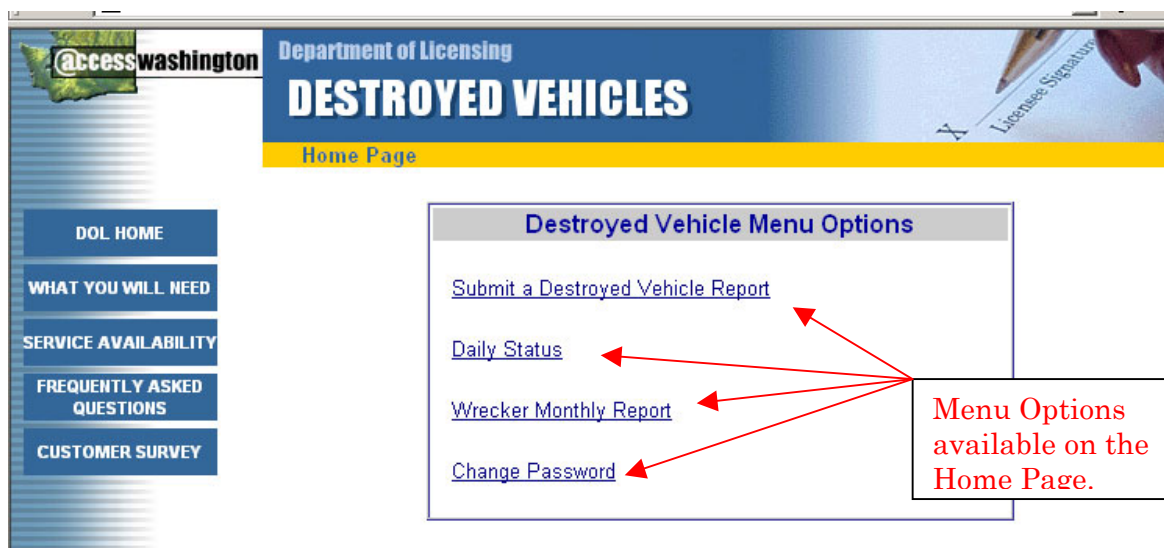 @accesswashington
Department of Licensing
DESTROYED VEHICLES
X Licensee Signature
Home Page
DOL HOME
WHAT YOU WILL NEED
SERVICE AVAILABILITY
FREQUENTLY ASKED
QUESTIONS
CUSTOMER SURVEY
Destroyed Vehicle Menu Options
Submit a Destroyed Vehicle Report
Daily Status
Wrecker Monthly Report
Change Password
Menu Options
available on the
Home Page.